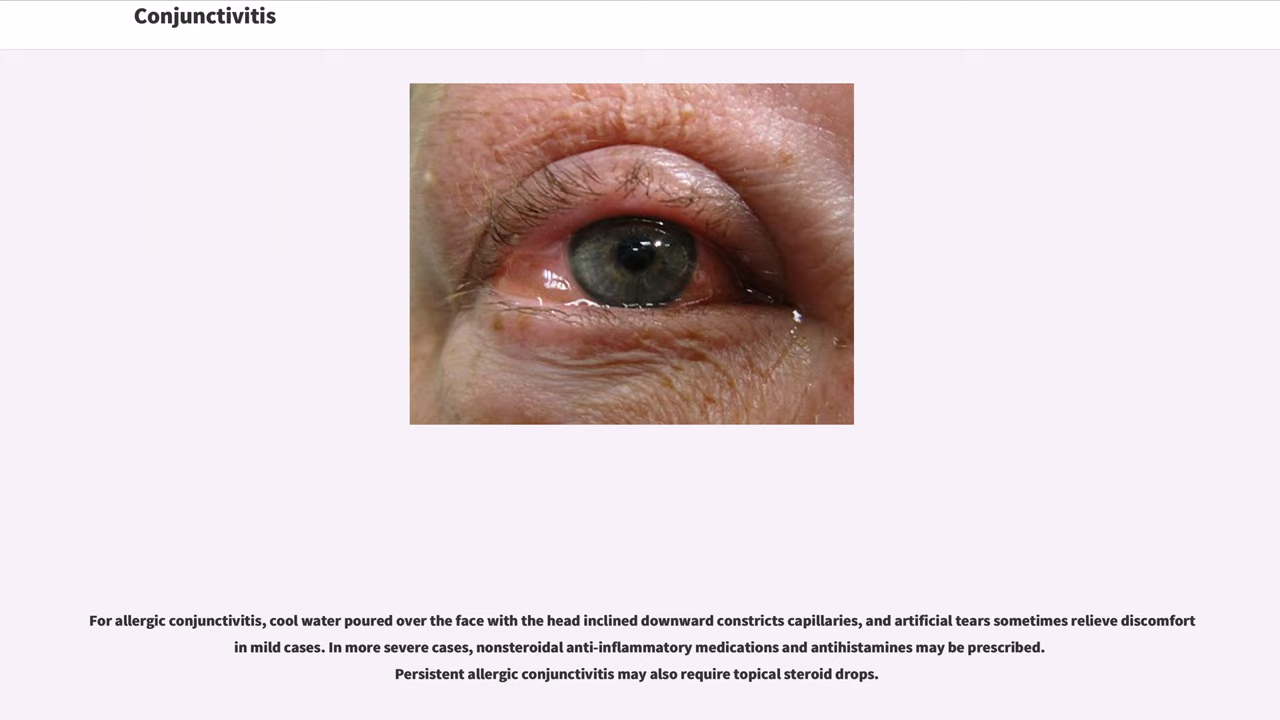 Conjunctivitis
For allergic conjunctivitis, cool water poured over the face with the head inclined downward constricts capillaries, and artificial tears sometimes relieve discomfort
in mild cases. In more severe cases, nonsteroidal anti-inflammatory medications and antihistamines may be prescribed.
Persistent allergic conjunctivitis may also require topical steroid drops.